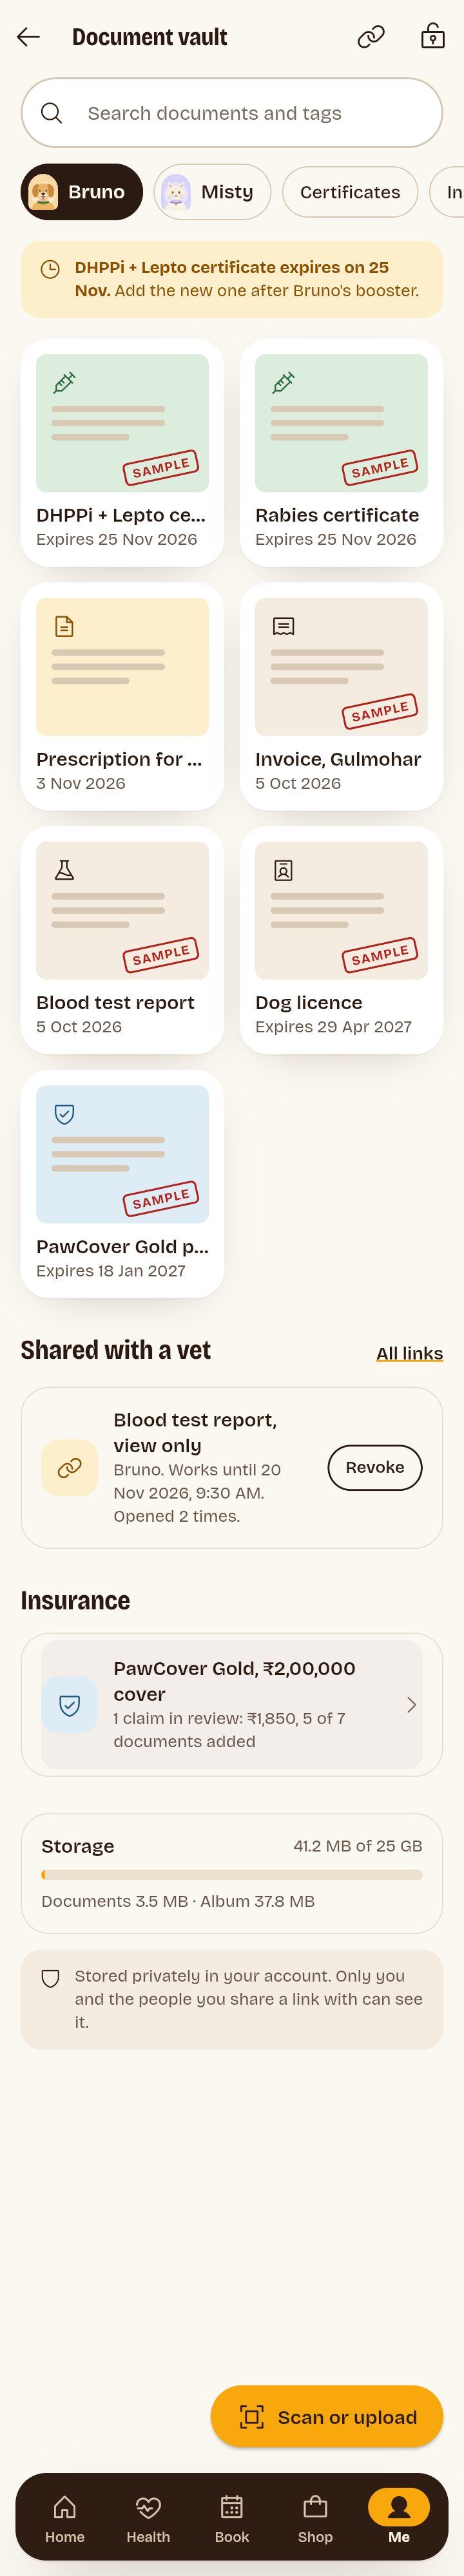 Document vault
Search documents and tags
Bruno
Misty
Certificates
In
DHPPi + Lepto certificate expires on 25
Nov. Add the new one after Bruno's booster.
SAMPLE
SAMPLE
DHPPi + Lepto ce...
Rabies certificate
Expires 25 Nov 2026
Expires 25 Nov 2026
SAMPLE
Prescription for ...
Invoice, Gulmohar
3 Nov 2026
5 Oct 2026
SAMPLE
SAMPLE
Blood test report
Dog licence
5 Oct 2026
Expires 29 Apr 2027
SAMPLE
PawCover Gold p...
Expires 18 Jan 2027
Shared with a vet
All links
Blood test report,
view only
Bruno. Works until 20
Nov 2026, 9:30 AM.
Opened 2 times.
Revoke
Insurance
PawCover Gold, ₹2,00,000
cover
1 claim in review: ₹1,850, 5 of 7
documents added
Storage
41.2 MB of 25 GB
Documents 3.5 MB · Album 37.8 MB
Stored privately in your account. Only you
and the people you share a link with can see
it.
Scan or upload
Home
Health
Book
Shop
Me